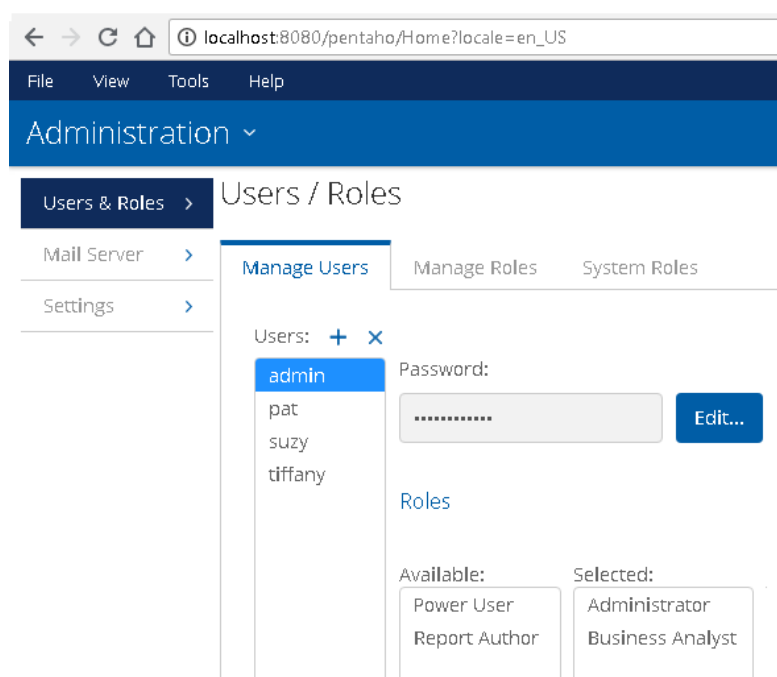 localhost:8080/pentaho/Home?locale=en_US
File View Tools Help
Administration
Users & Roles
Users / Roles
Mail Server
Settings
Manage Users Manage Roles System Roles
Users:
admin
pat
suzy
tiffany
Password:
••••••••••••
Edit...
Roles
Available:
Power User
Report Author
Selected:
Administrator
Business Analyst